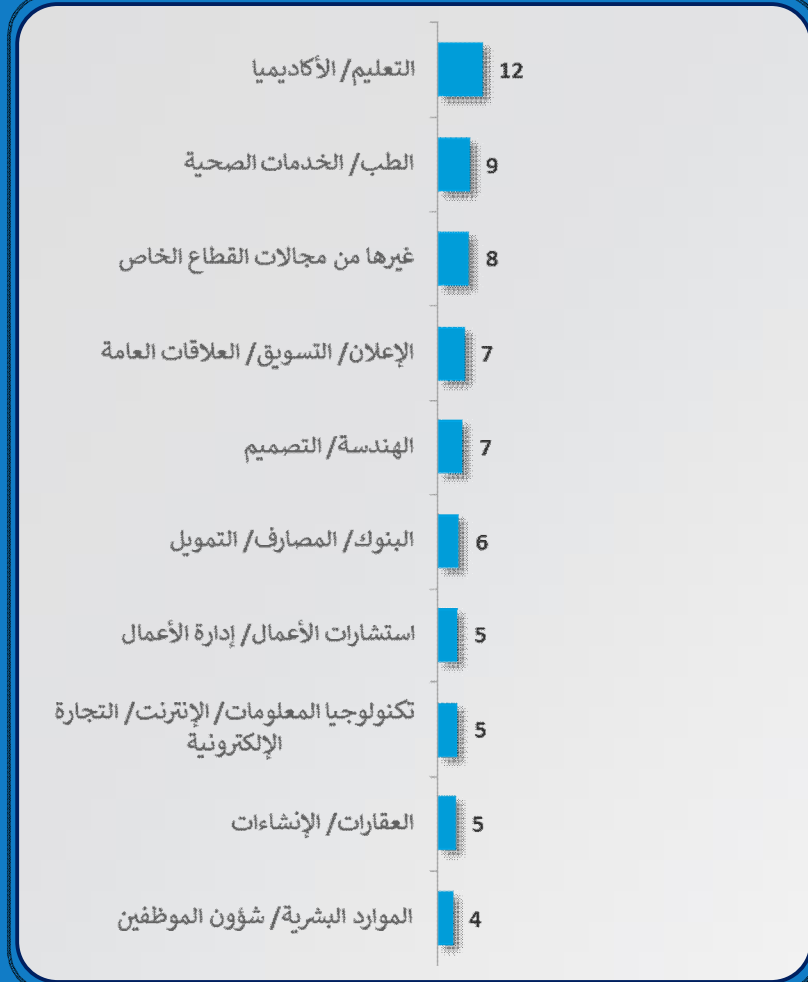 التعليم/ الأكاديميا 12
الطب/ الخدمات الصحية 9
غيرها من مجالات القطاع الخاص 8
الإعلان/ التسويق/ العلاقات العامة 7
الهندسة/ التصميم 7
البنوك/ المصارف/ التمويل 6
استشارات الأعمال/ إدارة الأعمال 5
تكنولوجيا المعلومات/ الإنترنت/ التجارة
الإلكترونية 5
العقارات/ الإنشاءات 5
الموارد البشرية/ شؤون الموظفين 4